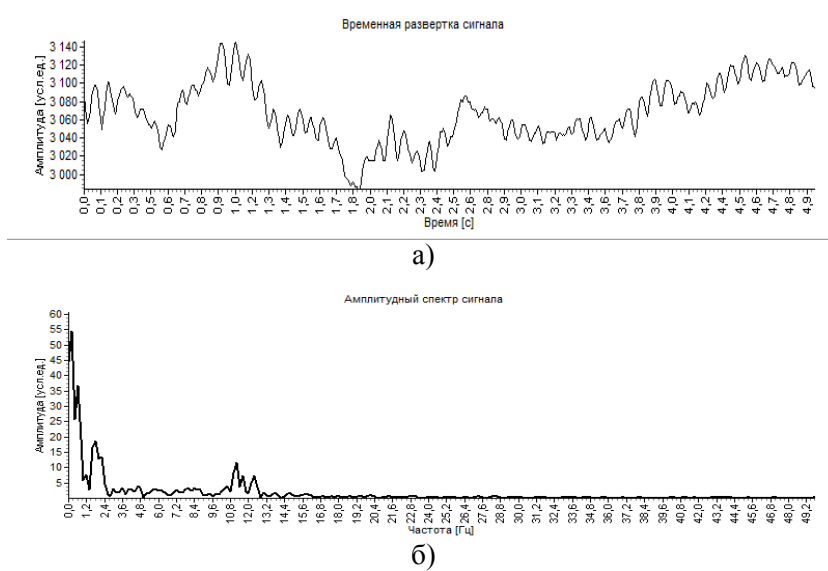 Временная развертка сигнала
Амплитуда [усл.ед.]
3 140
3 120
3 100
3 080
3 060
3 040
3 020
3 000
0,0 0,1 0,2 0,3 0,5 0,6 0,7 0,8 0,9 1,0 1,1 1,2 1,3 1,4 1,5 1,6 1,7 1,8 2,0 2,1 2,2 2,3 2,4 2,5 2,6 2,8 2,9 3,0 3,1 3,2 3,3 3,4 3,5 3,6 3,7 3,8 3,9 4,0 4,1 4,2 4,3 4,4 4,5 4,6 4,7 4,8 4,9
Время [с]
а)
Амплитудный спектр сигнала
Амплитуда [усл.ед.]
60
55
50
45
40
35
30
25
20
15
10
5
0,0 1,2 2,4 3,6 4,8 6,0 7,2 8,4 9,6 10,8 12,0 13,2 14,4 15,6 16,8 18,0 19,2 20,4 21,6 22,8 24,0 25,2 26,4 27,6 28,8 30,0 31,2 32,4 33,6 34,8 36,0 37,2 38,4 39,6 40,8 42,0 43,2 44,4 45,6 46,8 48,0 49,2
Частота [Гц]
б)